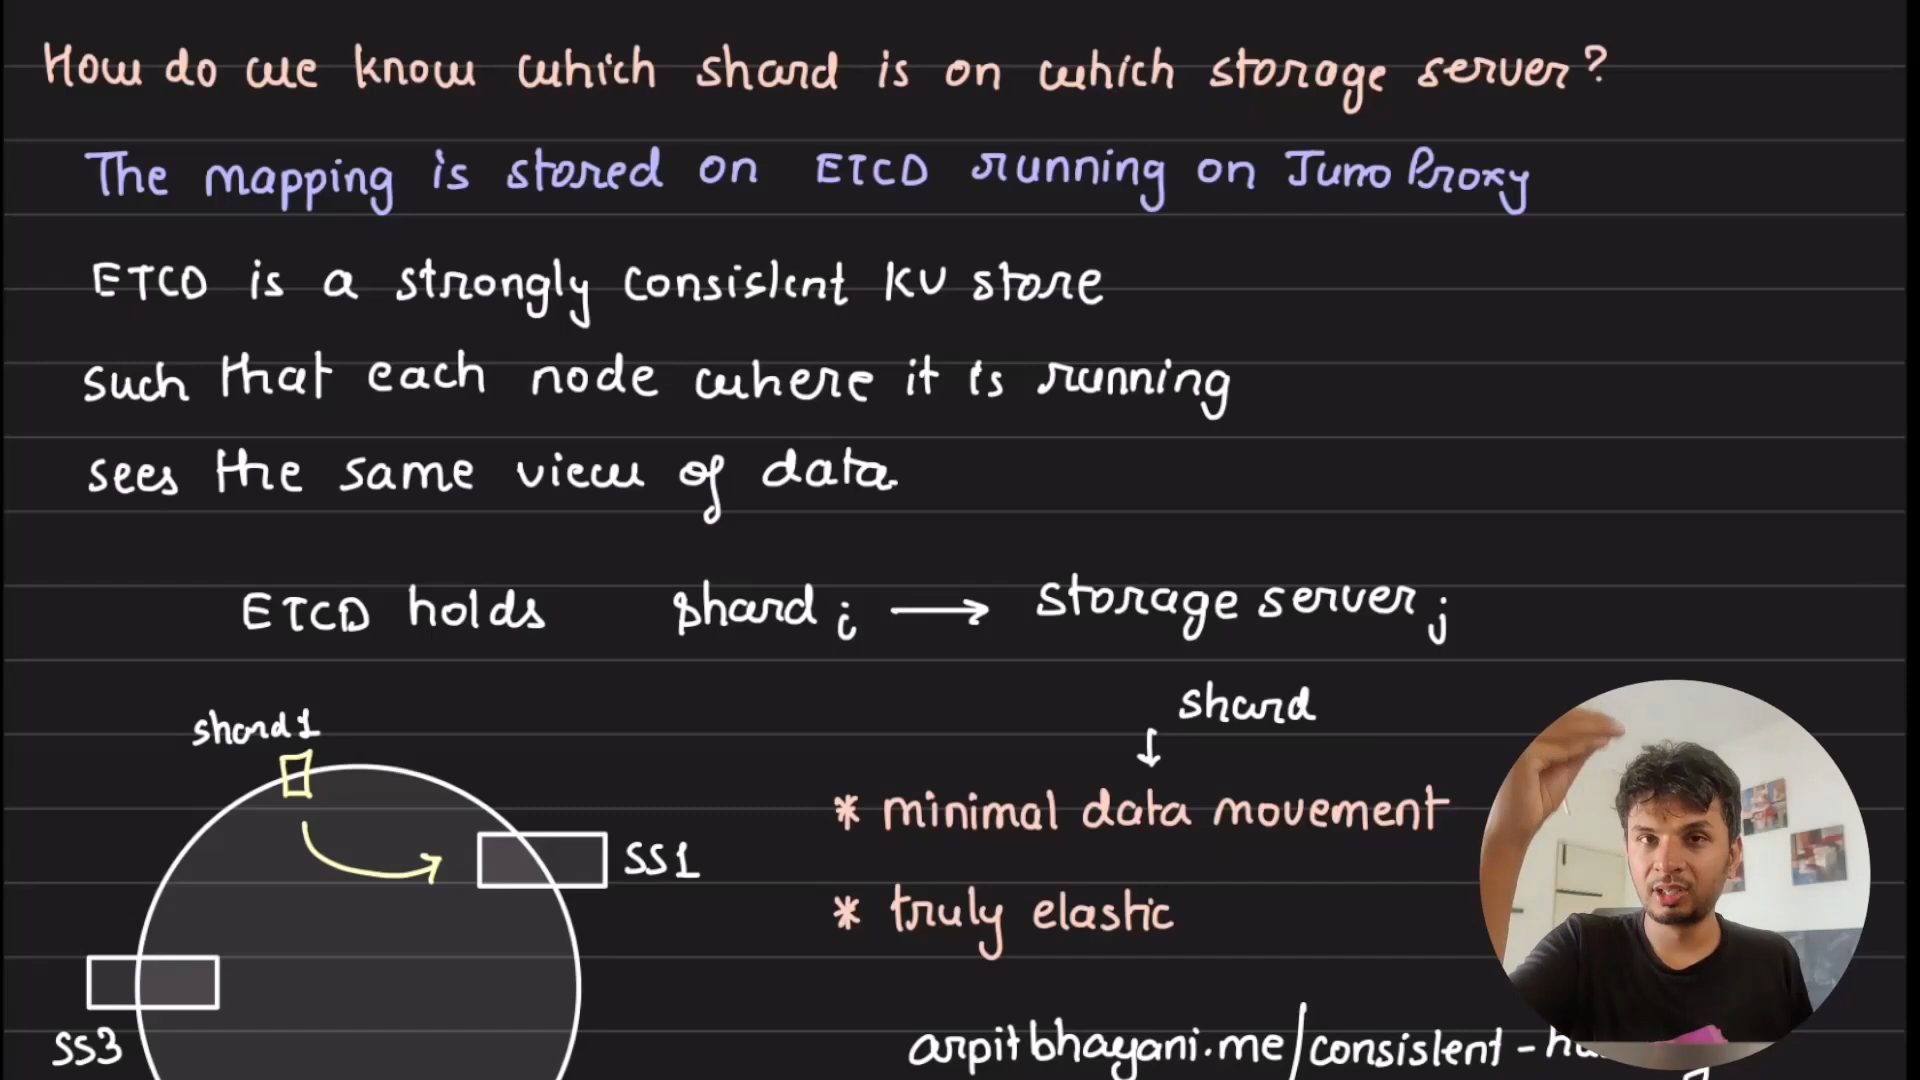 How do we know which shard is on which storage server?
The mapping is stored on ETCD running on Juno Proxy
ETCD is a strongly consistent KV store
such that each node where it is running
sees the same view of data.
ETCD holds shard i → storage server j
shard
↓
shard 1
* minimal data movement
SS1
* truly elastic
SS3
arpitbhayani.me/consistent-